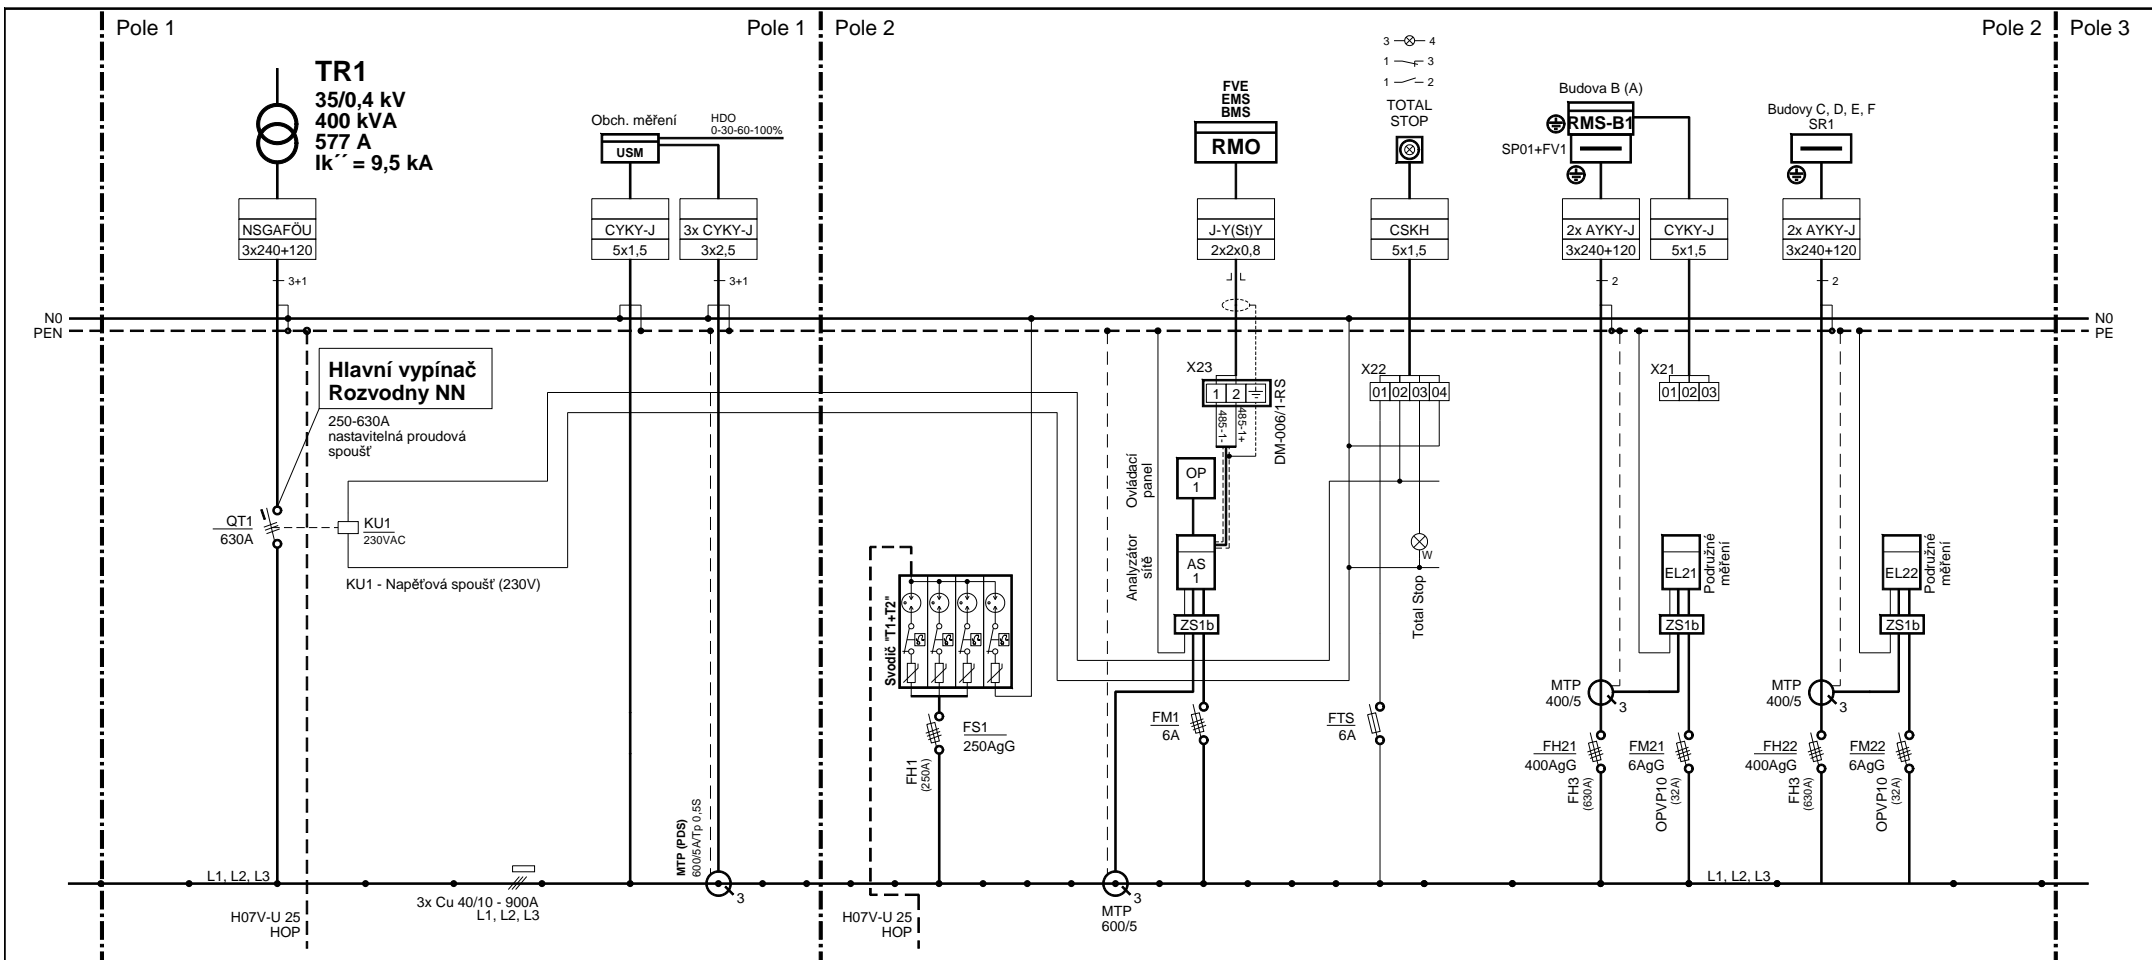 Pole 1
Pole 1
Pole 2
Pole 2
Pole 3
TR1
35/0,4 kV
400 kVA
577 A
Ik´´ = 9,5 kA
NSGAFÖU
3x240+120
3+1
Obch. měření
HDO
0-30-60-100%
USM
CYKY-J
5x1,5
3x CYKY-J
3x2,5
3+1
FVE
EMS
BMS
RMO
J-Y(St)Y
2x2x0,8
3
4
1
3
1
2
TOTAL
STOP
CSKH
5x1,5
Budova B (A)
RMS-B1
SP01+FV1
2x AYKY-J
3x240+120
2
CYKY-J
5x1,5
Budovy C, D, E, F
SR1
2x AYKY-J
3x240+120
2
N0
PEN
N0
PE
Hlavní vypínač
Rozvodny NN
250-630A
nastavitelná proudová
spoušť
QT1
630A
KU1
230VAC
KU1 - Napěťová spoušť (230V)
X23
1
2
485-1-
485-1+
DM-006/1-RS
X22
01
02
03
04
X21
01
02
03
Ovládací
panel
OP
1
Analyzátor
sítě
AS
1
ZS1b
W
Total Stop
EL21
Podružné
měření
ZS1b
EL22
Podružné
měření
ZS1b
Svodič "T1+T2"
FS1
250AgG
FH1
(250A)
FM1
6A
FTS
6A
MTP
400/5
3
FH21
400AgG
FH3
(630A)
FM21
6AgG
OPVP10
(32A)
MTP
400/5
3
FH22
400AgG
FH3
(630A)
FM22
6AgG
OPVP10
(32A)
MTP (PDS)
600/5A/Tp 0,5S
3
L1, L2, L3
3x Cu 40/10 - 900A
L1, L2, L3
H07V-U 25
HOP
H07V-U 25
HOP
MTP
600/5
3
L1, L2, L3